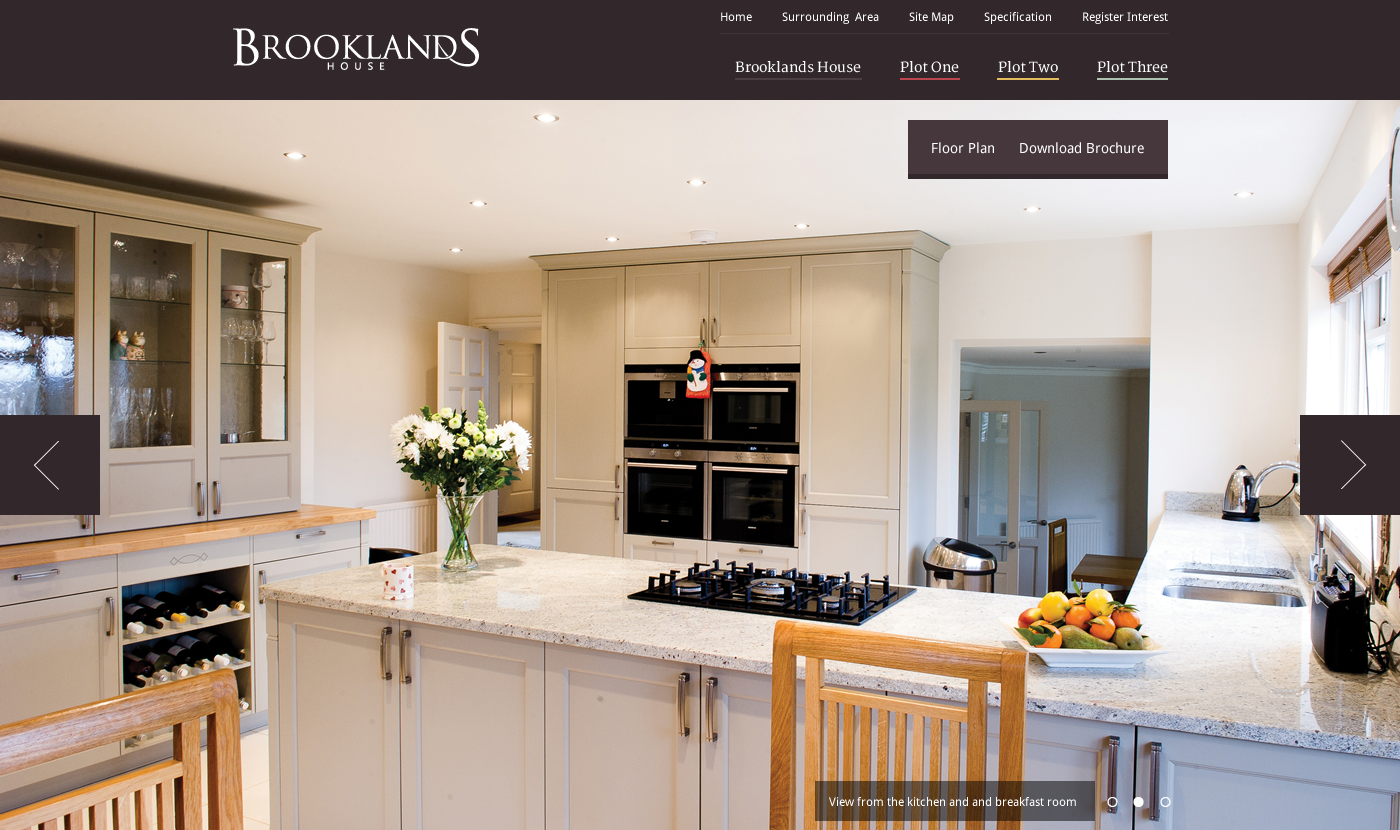 Home Surrounding Area Site Map Specification Register Interest
BROOKLANDS
HOUSE
Brooklands House Plot One Plot Two Plot Three
Floor Plan Download Brochure
View from the kitchen and and breakfast room